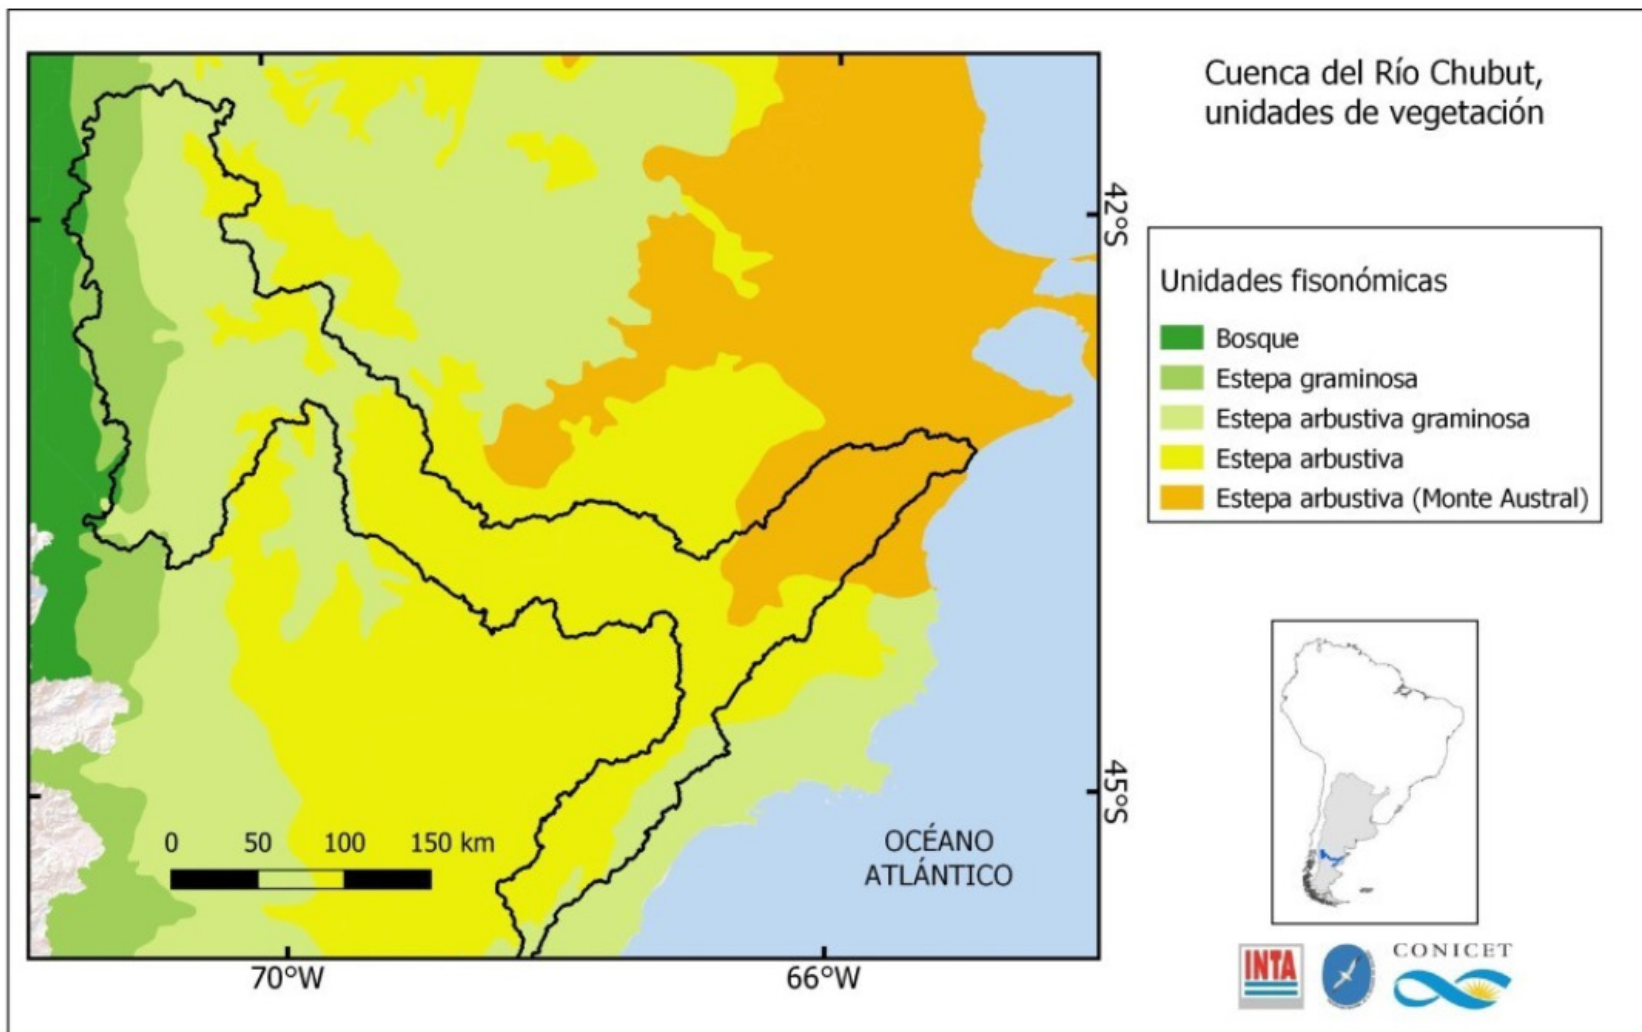 Cuenca del Río Chubut,
unidades de vegetación
42°S
Unidades fisonómicas
Bosque
Estepa graminosa
Estepa arbustiva graminosa
Estepa arbustiva
Estepa arbustiva (Monte Austral)
45°S
0 50 100 150 km
OCÉANO
ATLÁNTICO
70°W 66°W
INTA
CONICET